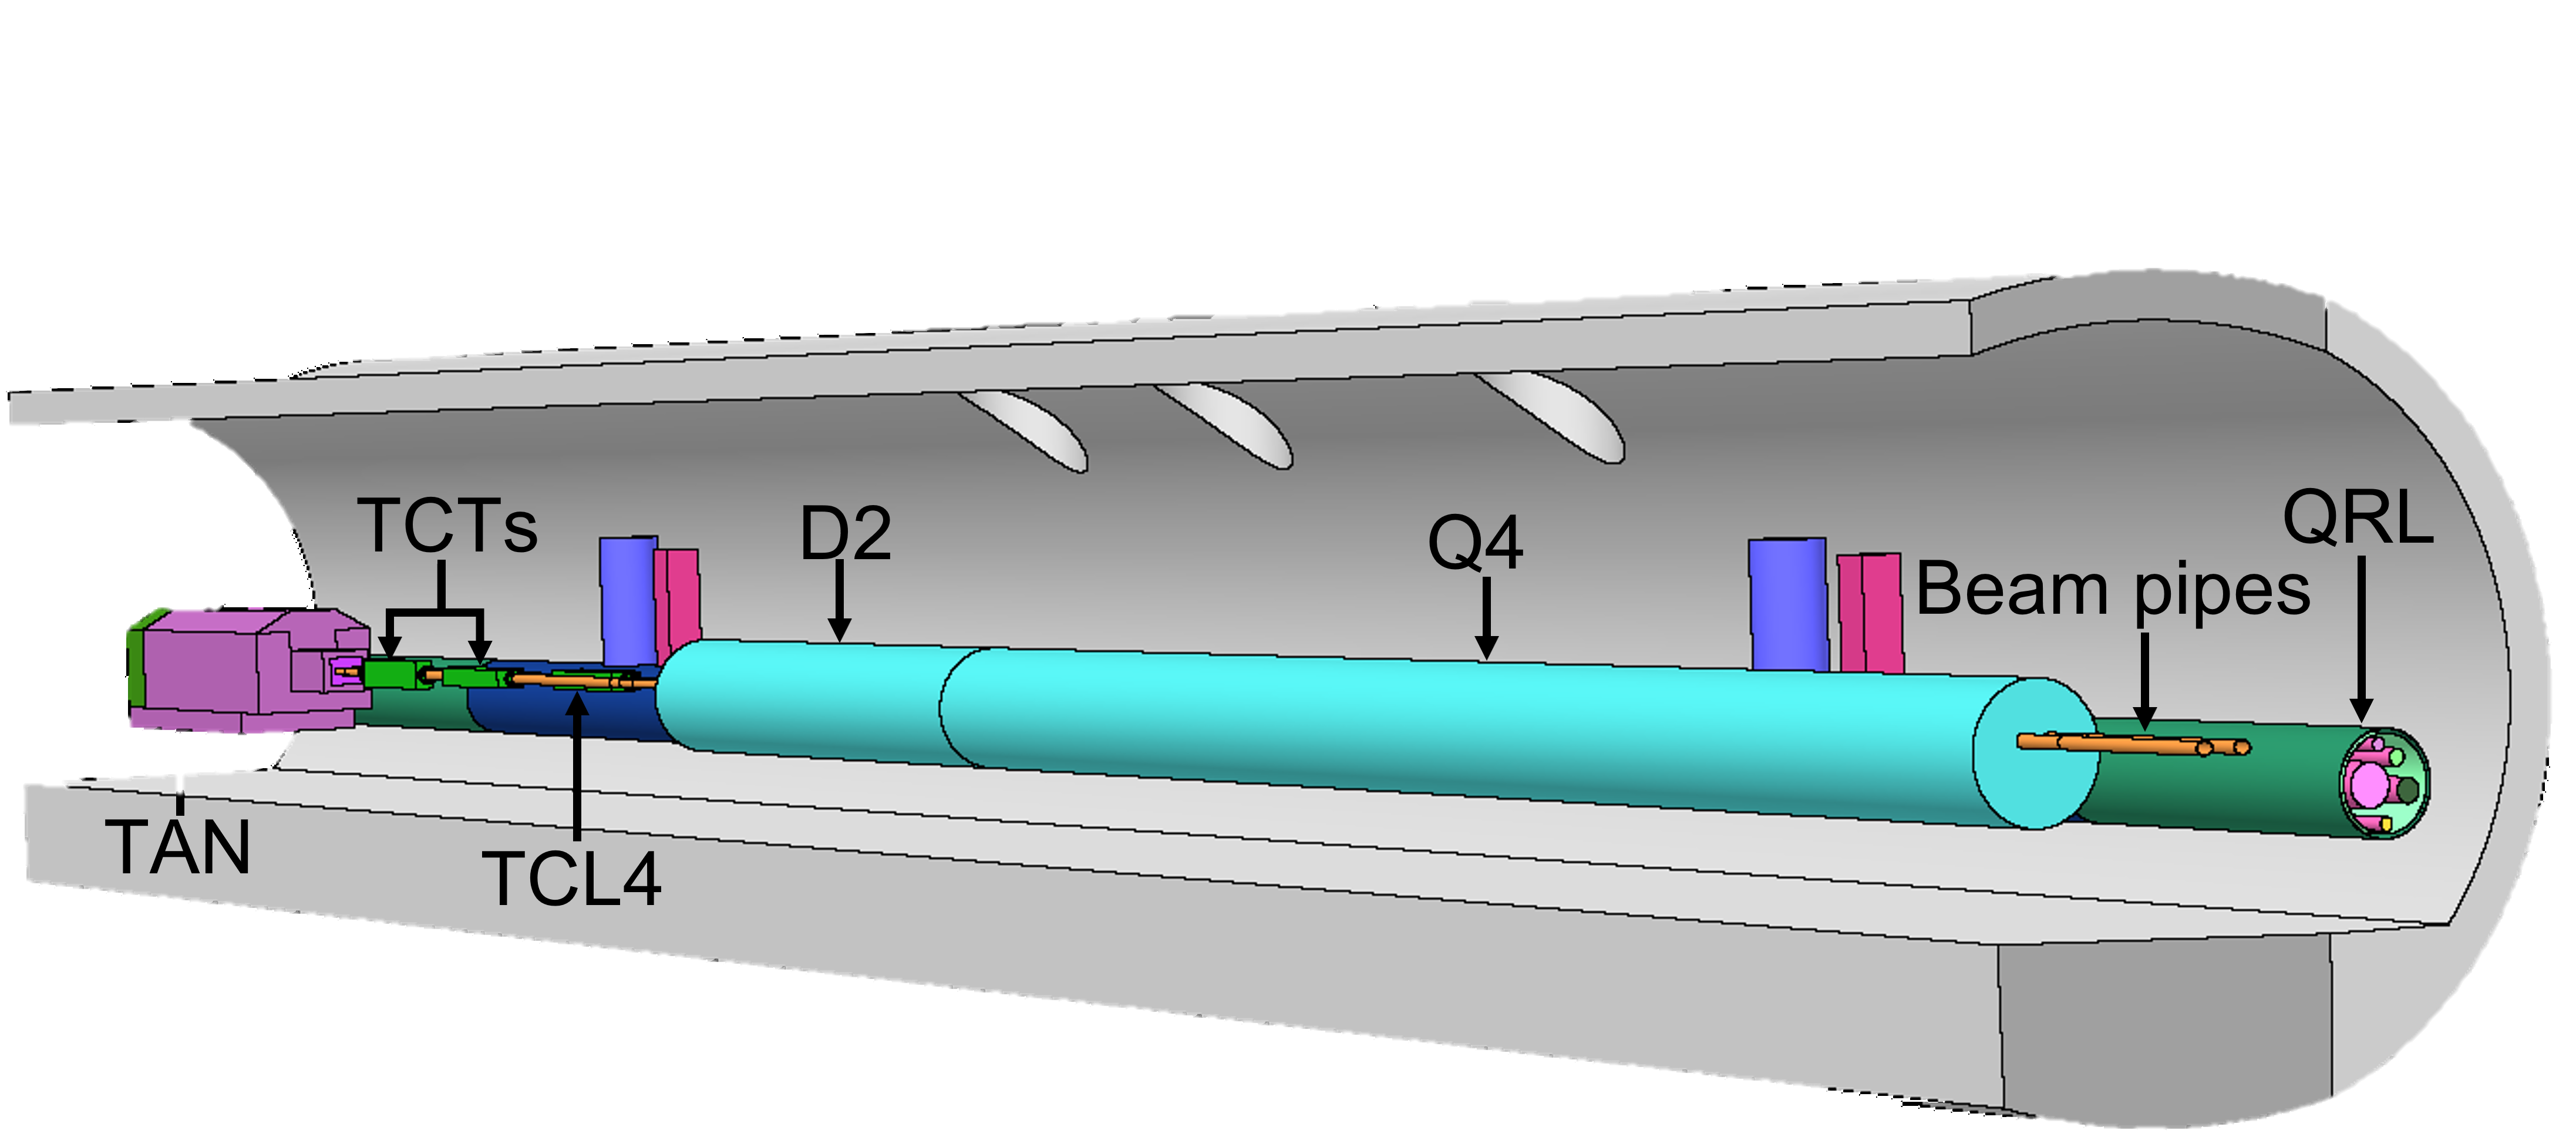 TCTs
D2
Q4
QRL
Beam pipes
TAN
TCL4